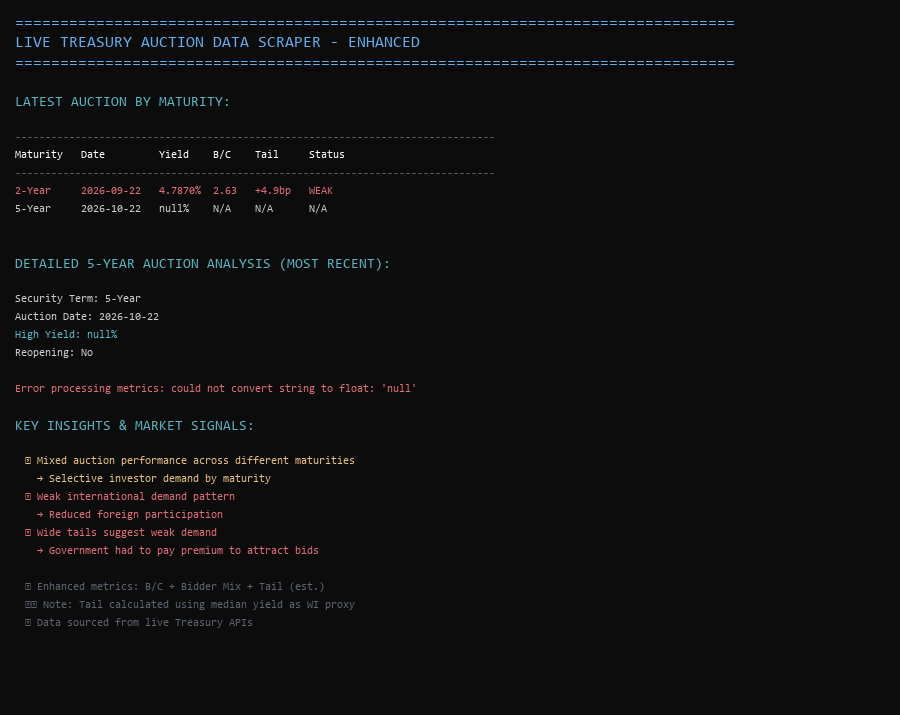 ================================================================================
LIVE TREASURY AUCTION DATA SCRAPER - ENHANCED
================================================================================
LATEST AUCTION BY MATURITY:
--------------------------------------------------------------------------------
Maturity   Date         Yield    B/C    Tail     Status
--------------------------------------------------------------------------------
2-Year     2026-09-22   4.7870%  2.63   +4.9bp   WEAK
5-Year     2026-10-22   null%    N/A    N/A      N/A
DETAILED 5-YEAR AUCTION ANALYSIS (MOST RECENT):
Security Term: 5-Year
Auction Date: 2026-10-22
High Yield: null%
Reopening: No
Error processing metrics: could not convert string to float: 'null'
KEY INSIGHTS & MARKET SIGNALS:
Mixed auction performance across different maturities
→ Selective investor demand by maturity
Weak international demand pattern
→ Reduced foreign participation
Wide tails suggest weak demand
→ Government had to pay premium to attract bids
Enhanced metrics: B/C + Bidder Mix + Tail (est.)
Note: Tail calculated using median yield as WI proxy
Data sourced from live Treasury APIs